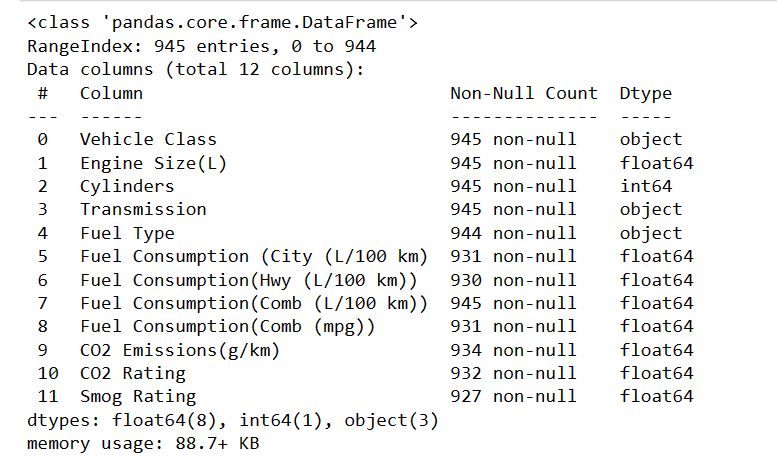 <class 'pandas.core.frame.DataFrame'>
RangeIndex: 945 entries, 0 to 944
Data columns (total 12 columns):
 #   Column                               Non-Null Count  Dtype
---  ------                               --------------  -----
 0   Vehicle Class                        945 non-null    object
 1   Engine Size(L)                       945 non-null    float64
 2   Cylinders                            945 non-null    int64
 3   Transmission                         945 non-null    object
 4   Fuel Type                            944 non-null    object
 5   Fuel Consumption (City (L/100 km)    931 non-null    float64
 6   Fuel Consumption(Hwy (L/100 km))     930 non-null    float64
 7   Fuel Consumption(Comb (L/100 km))    945 non-null    float64
 8   Fuel Consumption(Comb (mpg))         931 non-null    float64
 9   CO2 Emissions(g/km)                  934 non-null    float64
 10  CO2 Rating                           932 non-null    float64
 11  Smog Rating                          927 non-null    float64
dtypes: float64(8), int64(1), object(3)
memory usage: 88.7+ KB